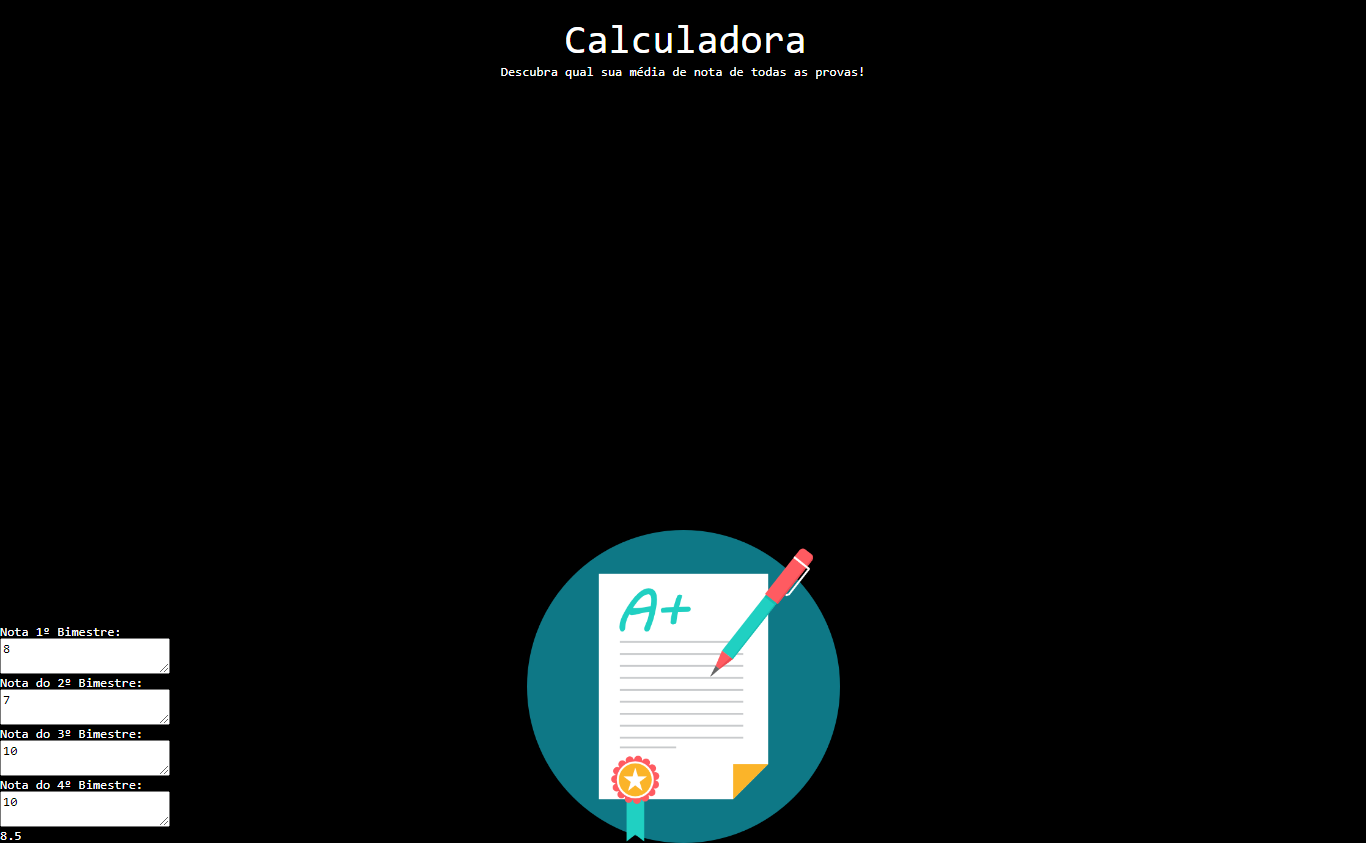 Calculadora
Descubra qual sua média de nota de todas as provas!
A+
Nota 1º Bimestre:
8
Nota do 2º Bimestre:
7
Nota do 3º Bimestre:
10
Nota do 4º Bimestre:
10
8.5